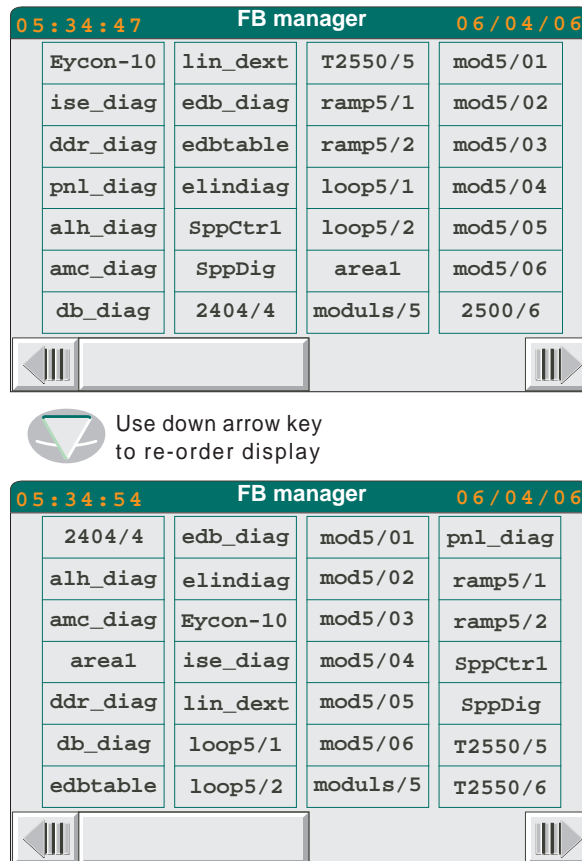 05:34:47 FB manager 06/04/06
Eycon-10 lin_dext T2550/5 mod5/01
ise_diag edb_diag ramp5/1 mod5/02
ddr_diag edbtable ramp5/2 mod5/03
pnl_diag elindiag loop5/1 mod5/04
alh_diag SppCtr1 loop5/2 mod5/05
amc_diag SppDig area1 mod5/06
db_diag 2404/4 moduls/5 2500/6
Use down arrow key
to re-order display
05:34:54 FB manager 06/04/06
2404/4 edb_diag mod5/01 pnl_diag
alh_diag elindiag mod5/02 ramp5/1
amc_diag Eycon-10 mod5/03 ramp5/2
area1 ise_diag mod5/04 SppCtr1
ddr_diag lin_dext mod5/05 SppDig
db_diag loop5/1 mod5/06 T2550/5
edbtable loop5/2 moduls/5 T2550/6